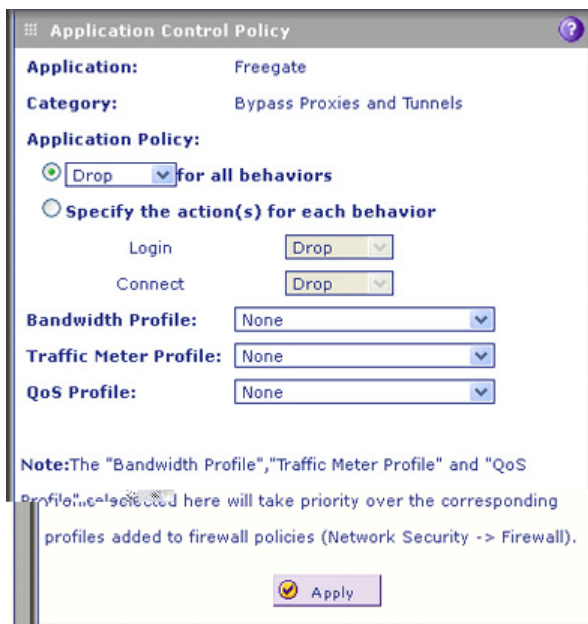 Application Control Policy ?
Application: Freegate
Category: Bypass Proxies and Tunnels
Application Policy:
Drop for all behaviors
Specify the action(s) for each behavior
Login Drop
Connect Drop
Bandwidth Profile: None
Traffic Meter Profile: None
QoS Profile: None
Note:The "Bandwidth Profile","Traffic Meter Profile" and "QoS
here will take priority over the corresponding
profiles added to firewall policies (Network Security -> Firewall).
Apply